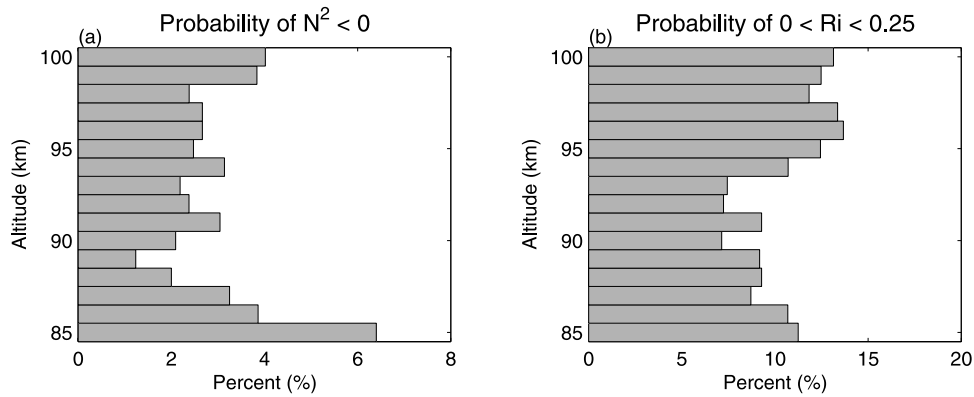 Probability of N² < 0
(a)
100
95
90
85
Altitude (km)
0 2 4 6 8
Percent (%)
Probability of 0 < Ri < 0.25
(b)
100
95
90
85
Altitude (km)
0 5 10 15 20
Percent (%)